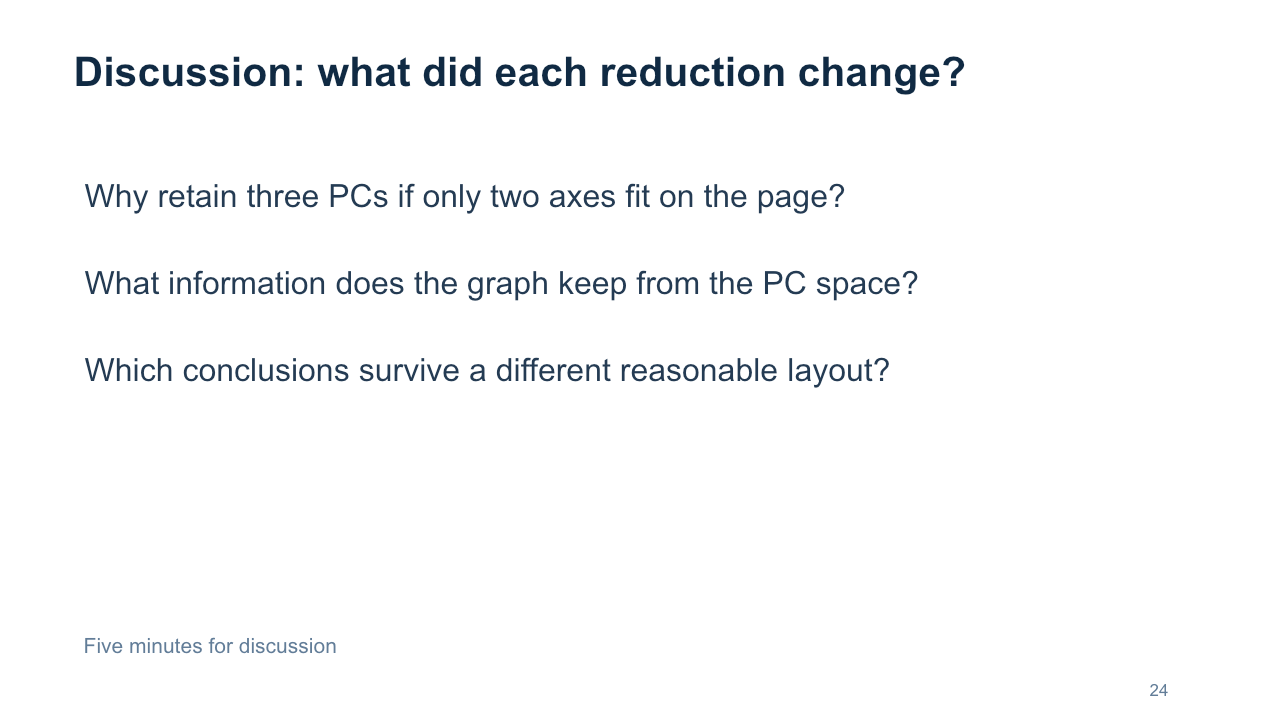 Discussion: what did each reduction change?
Why retain three PCs if only two axes fit on the page?
What information does the graph keep from the PC space?
Which conclusions survive a different reasonable layout?
Five minutes for discussion
24